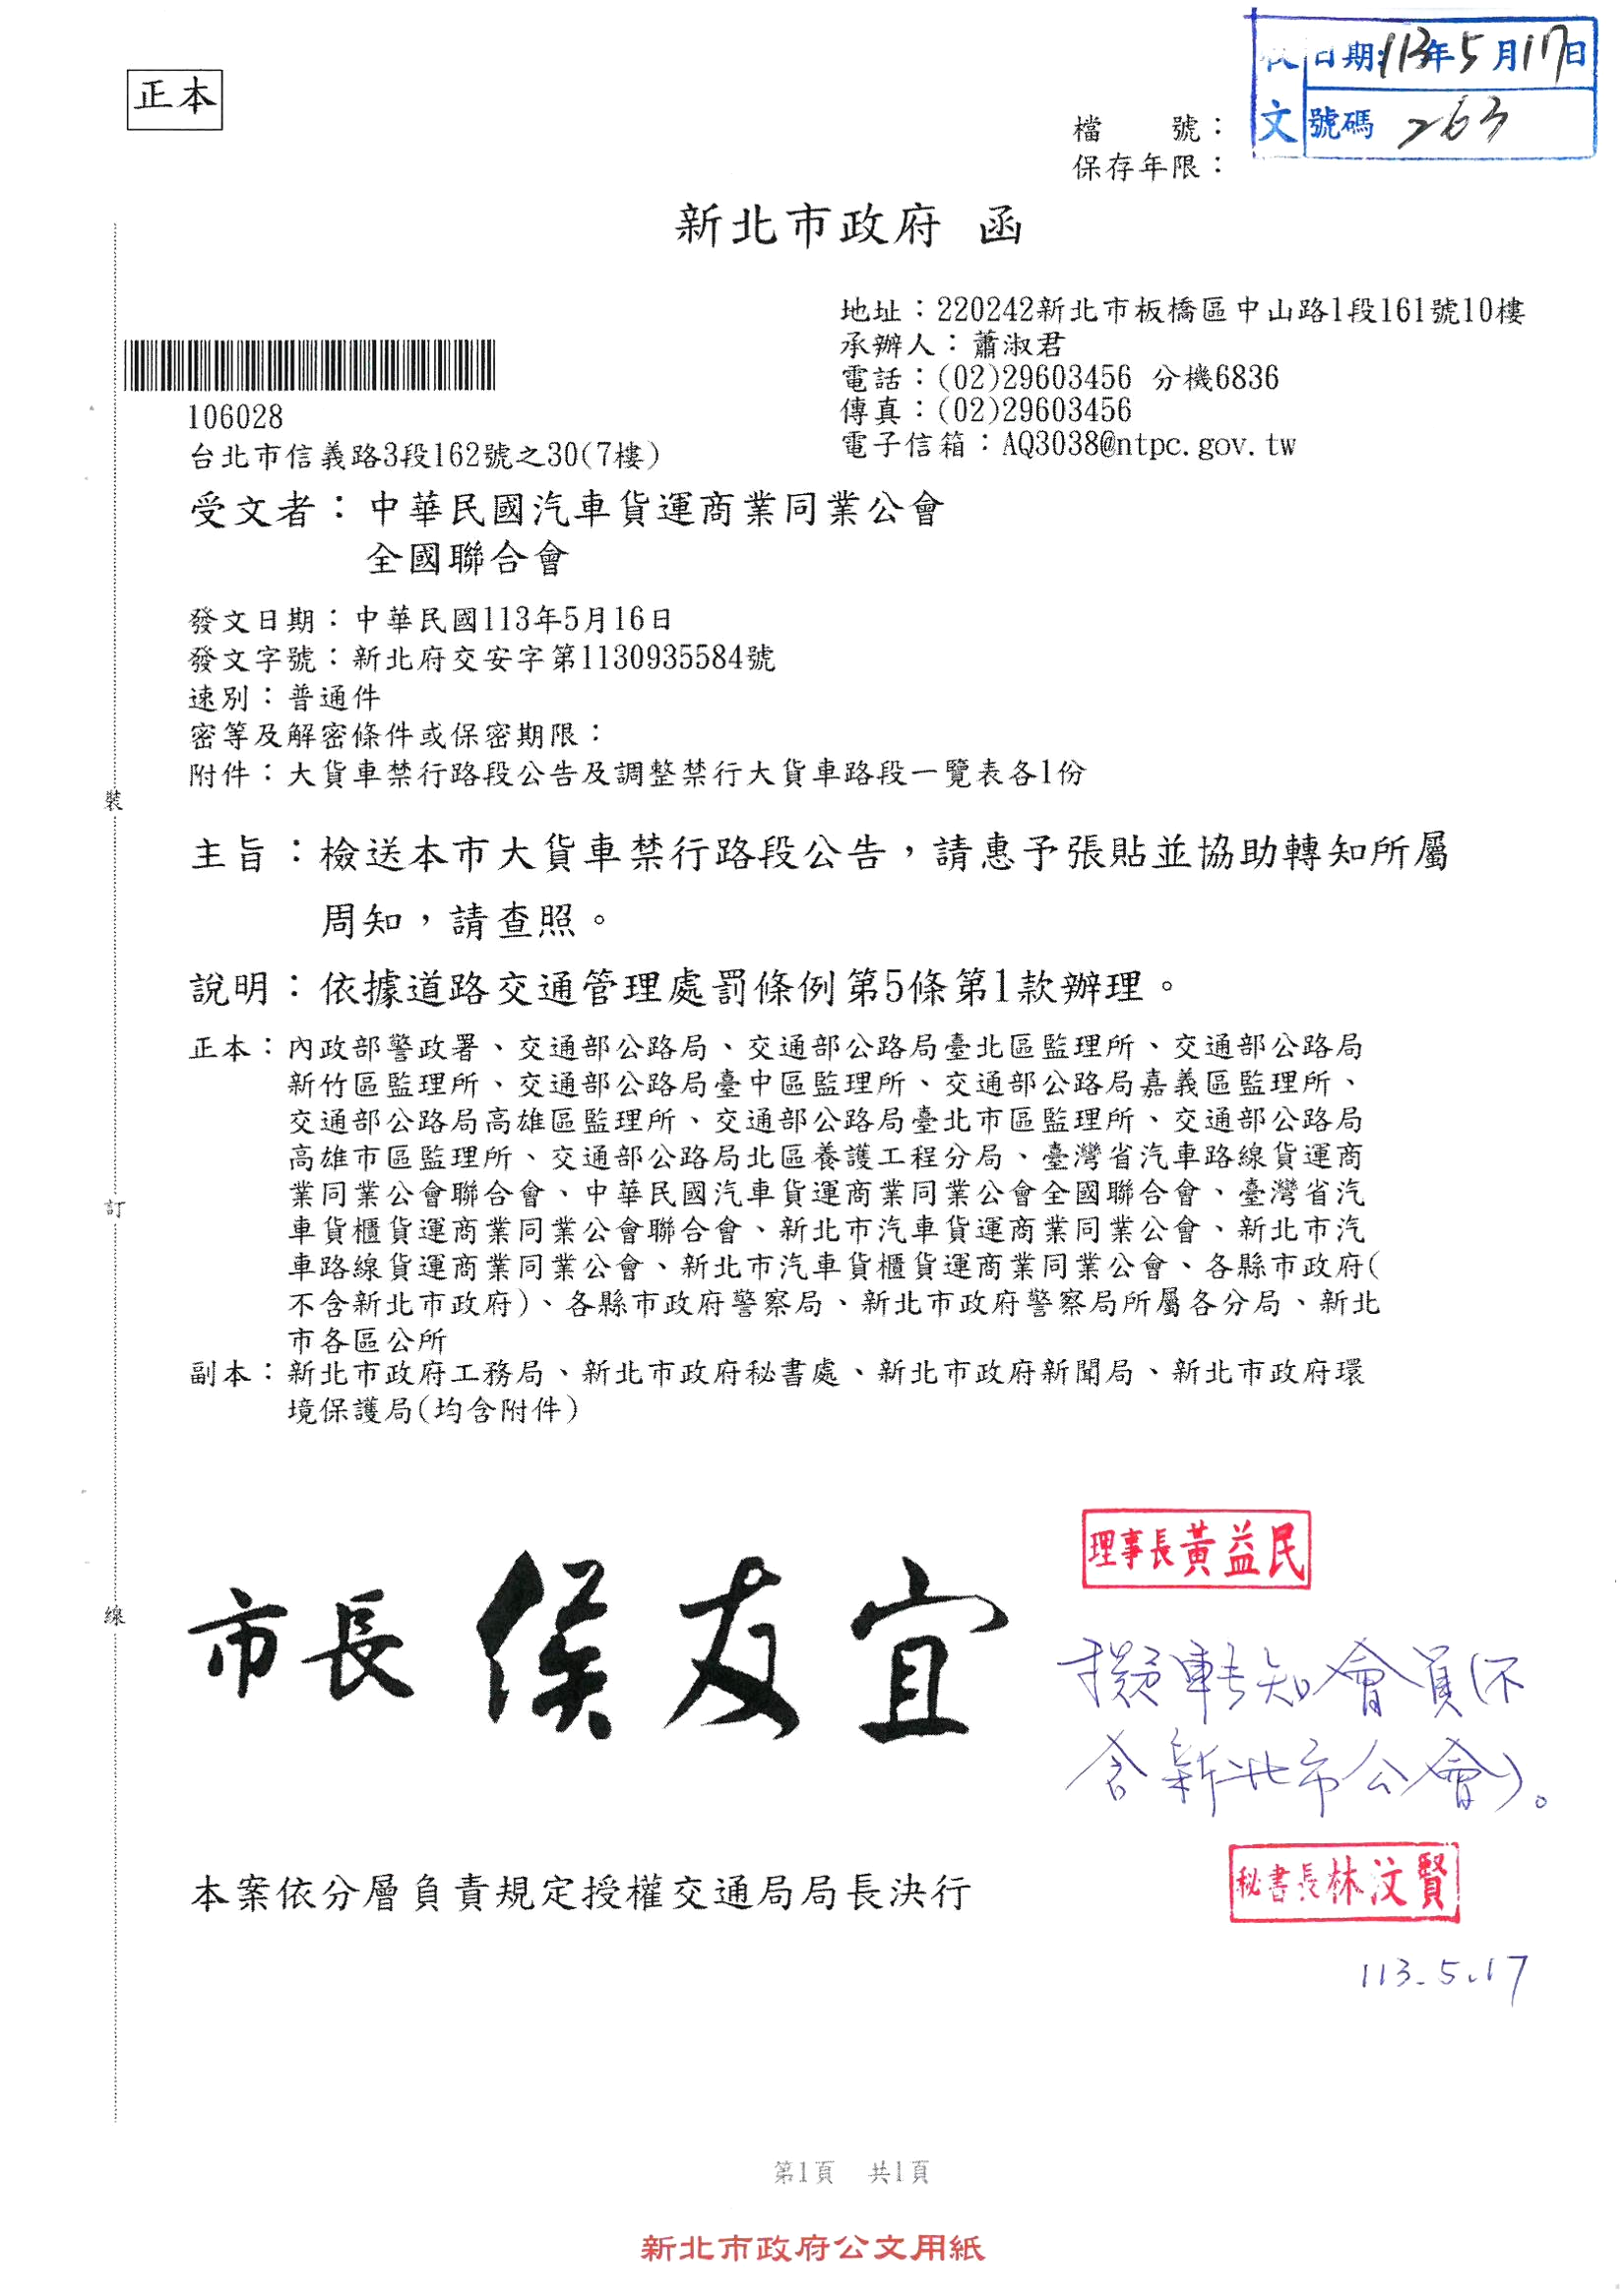 正本
收文 日期:113年5月17日
號碼 263
檔　　號：
保存年限：
新北市政府 函
地址：220242新北市板橋區中山路1段161號10樓
承辦人：蕭淑君
電話：(02)29603456 分機6836
傳真：(02)29603456
電子信箱：AQ3038@ntpc.gov.tw
106028
台北市信義路3段162號之30(7樓)
受文者：中華民國汽車貨運商業同業公會
全國聯合會
發文日期：中華民國113年5月16日
發文字號：新北府交安字第1130935584號
速別：普通件
密等及解密條件或保密期限：
附件：大貨車禁行路段公告及調整禁行大貨車路段一覽表各1份
主旨：檢送本市大貨車禁行路段公告，請惠予張貼並協助轉知所屬
周知，請查照。
說明：依據道路交通管理處罰條例第5條第1款辦理。
正本：內政部警政署、交通部公路局、交通部公路局臺北區監理所、交通部公路局
新竹區監理所、交通部公路局臺中區監理所、交通部公路局嘉義區監理所、
交通部公路局高雄區監理所、交通部公路局臺北市區監理所、交通部公路局
高雄市區監理所、交通部公路局北區養護工程分局、臺灣省汽車路線貨運商
業同業公會聯合會、中華民國汽車貨運商業同業公會全國聯合會、臺灣省汽
車貨櫃貨運商業同業公會聯合會、新北市汽車貨運商業同業公會、新北市汽
車路線貨運商業同業公會、新北市汽車貨櫃貨運商業同業公會、各縣市政府(
不含新北市政府)、各縣市政府警察局、新北市政府警察局所屬各分局、新北
市各區公所
副本：新北市政府工務局、新北市政府秘書處、新北市政府新聞局、新北市政府環
境保護局(均含附件)
裝
訂
線
市長 侯友宜
理事長黃益民
擬轉知會員(不
含新北市公會)。
本案依分層負責規定授權交通局局長決行
秘書長林汶賢
113.5.17
第1頁　共1頁
新北市政府公文用紙